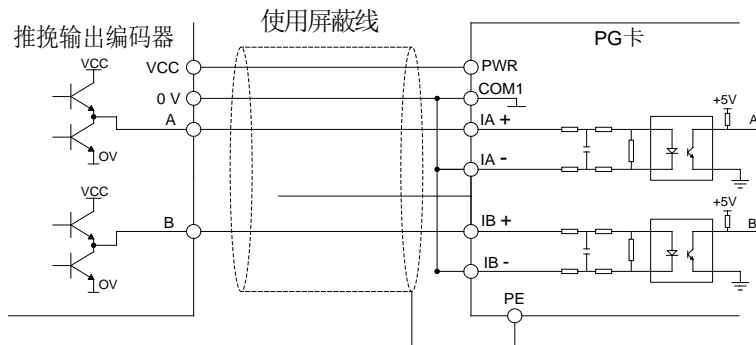 使用屏蔽线
推挽输出编码器
PG卡
VCC
VCC
PWR
0 V
COM1
+5V
A
IA +
A
OV
IA -
VCC
+5V
B
IB +
B
OV
IB -
PE